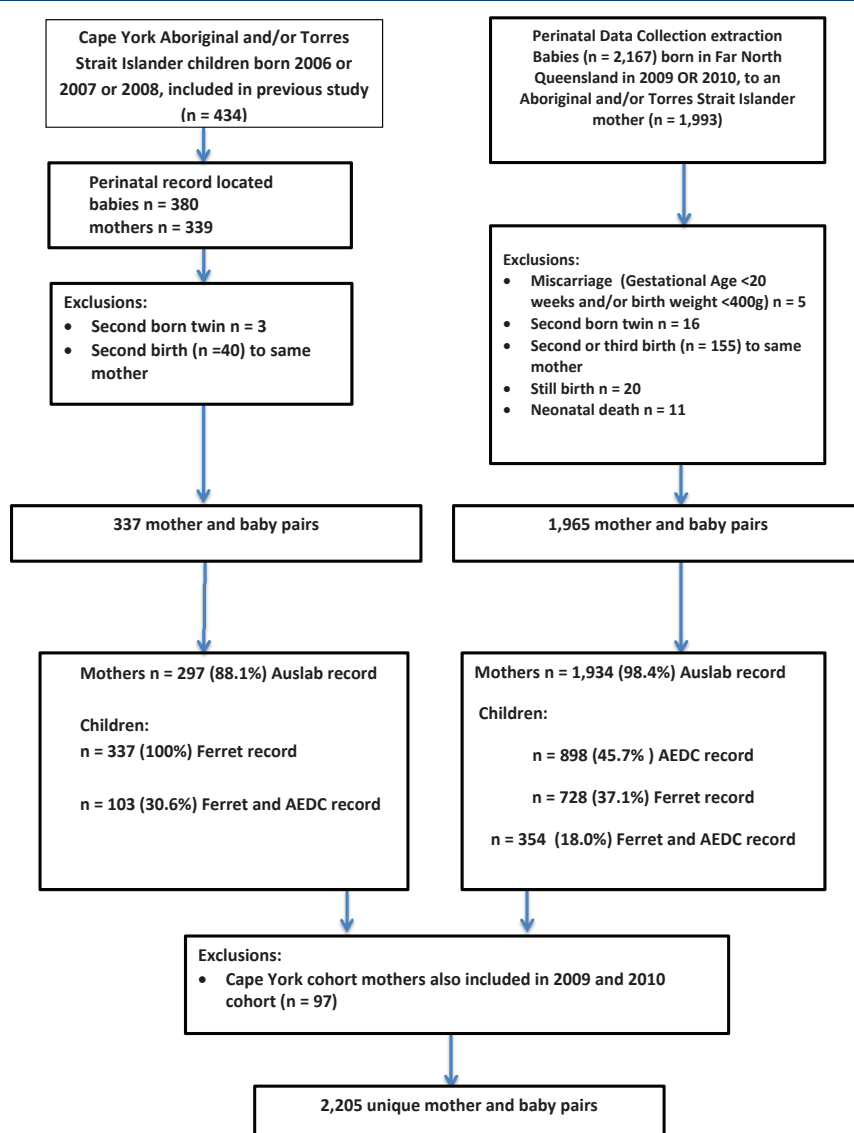 Cape York Aboriginal and/or Torres
Strait Islander children born 2006 or
2007 or 2008, included in previous study
(n = 434)
Perinatal Data Collection extraction
Babies (n = 2,167) born in Far North
Queensland in 2009 OR 2010, to an
Aboriginal and/or Torres Strait Islander
mother (n = 1,993)
Perinatal record located
babies n = 380
mothers n = 339
Exclusions:
• Second born twin n = 3
• Second birth (n =40) to same
mother
Exclusions:
• Miscarriage (Gestational Age <20
weeks and/or birth weight <400g) n = 5
• Second born twin n = 16
• Second or third birth (n = 155) to same
mother
• Still birth n = 20
• Neonatal death n = 11
337 mother and baby pairs
1,965 mother and baby pairs
Mothers n = 297 (88.1%) Auslab record
Children:
n = 337 (100%) Ferret record
n = 103 (30.6%) Ferret and AEDC record
Mothers n = 1,934 (98.4%) Auslab record
Children:
n = 898 (45.7% ) AEDC record
n = 728 (37.1%) Ferret record
n = 354 (18.0%) Ferret and AEDC record
Exclusions:
• Cape York cohort mothers also included in 2009 and 2010
cohort (n = 97)
2,205 unique mother and baby pairs